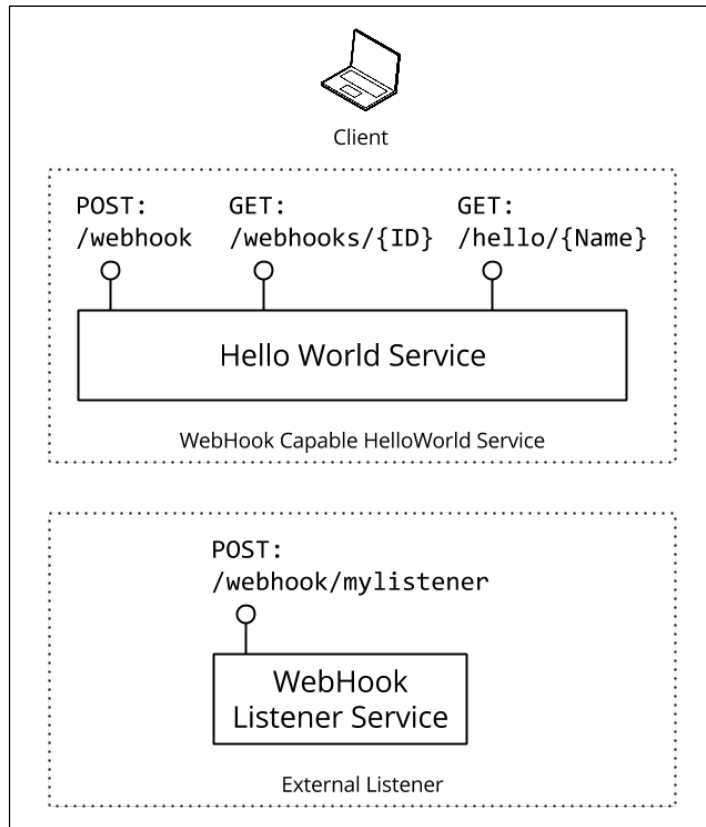 Client
POST: GET: GET:
/webhook /webhooks/{ID} /hello/{Name}
Hello World Service
WebHook Capable HelloWorld Service
POST:
/webhook/mylistener
WebHook
Listener Service
External Listener